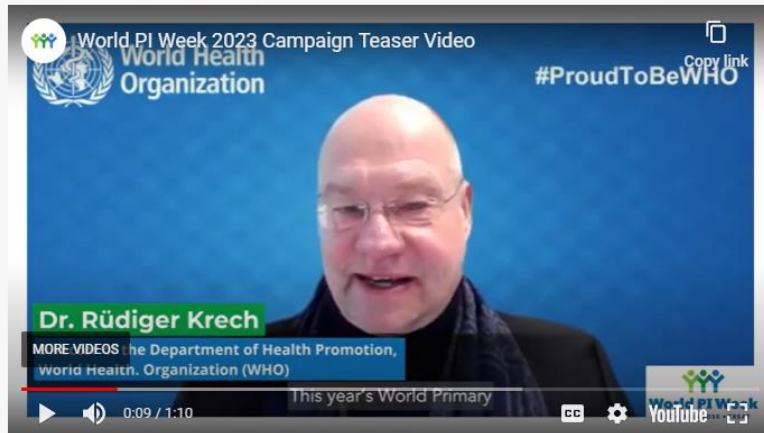 World PI Week 2023 Campaign Teaser Video
Copy link
World Health
Organization
#ProudToBeWHO
Dr. Rüdiger Krech
MORE VIDEOS
the Department of Health Promotion,
World Health. Organization (WHO)
This year's World Primary
World PI Week
0:09 / 1:10
CC
YouTube